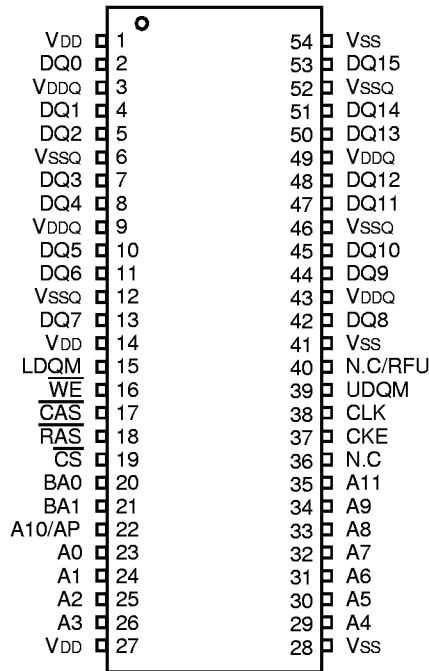 VDD 1 54 VSS
DQ0 2 53 DQ15
VDDQ 3 52 VSSQ
DQ1 4 51 DQ14
DQ2 5 50 DQ13
VSSQ 6 49 VDDQ
DQ3 7 48 DQ12
DQ4 8 47 DQ11
VDDQ 9 46 VSSQ
DQ5 10 45 DQ10
DQ6 11 44 DQ9
VSSQ 12 43 VDDQ
DQ7 13 42 DQ8
VDD 14 41 VSS
LDQM 15 40 N.C/RFU
W̅E̅ 16 39 UDQM
C̅A̅S̅ 17 38 CLK
R̅A̅S̅ 18 37 CKE
C̅S̅ 19 36 N.C
BA0 20 35 A11
BA1 21 34 A9
A10/AP 22 33 A8
A0 23 32 A7
A1 24 31 A6
A2 25 30 A5
A3 26 29 A4
VDD 27 28 VSS